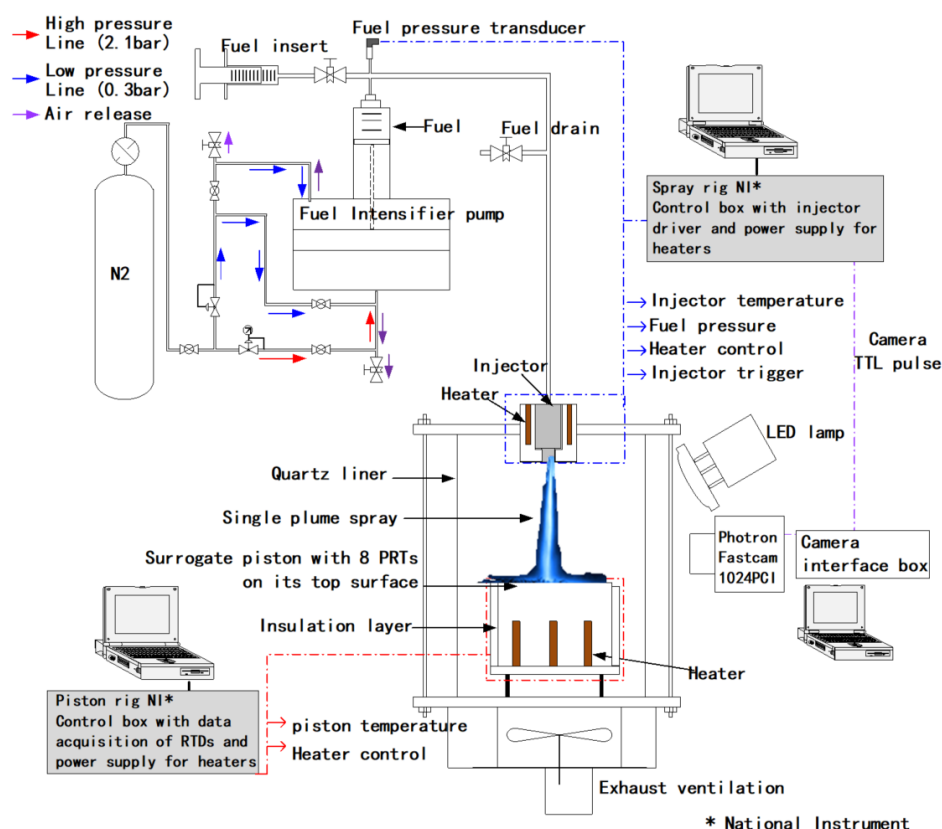 High pressure
Line (2.1bar)
Low pressure
Line (0.3bar)
Air release
Fuel insert
Fuel pressure transducer
Fuel
Fuel drain
Fuel Intensifier pump
N2
Spray rig NI*
Control box with injector
driver and power supply for
heaters
Injector temperature
Fuel pressure
Heater control
Injector trigger
Camera
TTL pulse
Injector
Heater
LED lamp
Quartz liner
Single plume spray
Photron
Fastcam
1024PCI
Camera
interface box
Surrogate piston with 8 PRTs
on its top surface
Insulation layer
Heater
Piston rig NI*
Control box with data
acquisition of RTDs and
power supply for heaters
piston temperature
Heater control
Exhaust ventilation
* National Instrument